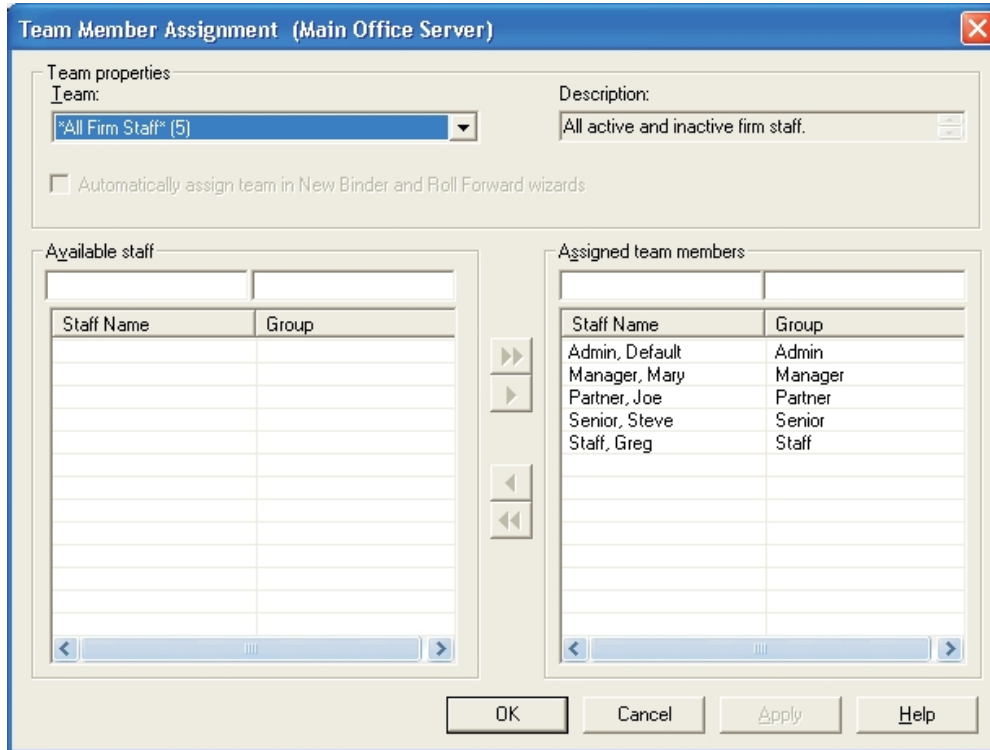 Team Member Assignment (Main Office Server)
Team properties
Team:
Description:
*All Firm Staff* (5)
All active and inactive firm staff.
Automatically assign team in New Binder and Roll Forward wizards
Available staff
Staff Name Group
Assigned team members
Staff Name Group
Admin, Default Admin
Manager, Mary Manager
Partner, Joe Partner
Senior, Steve Senior
Staff, Greg Staff
OK Cancel Apply Help